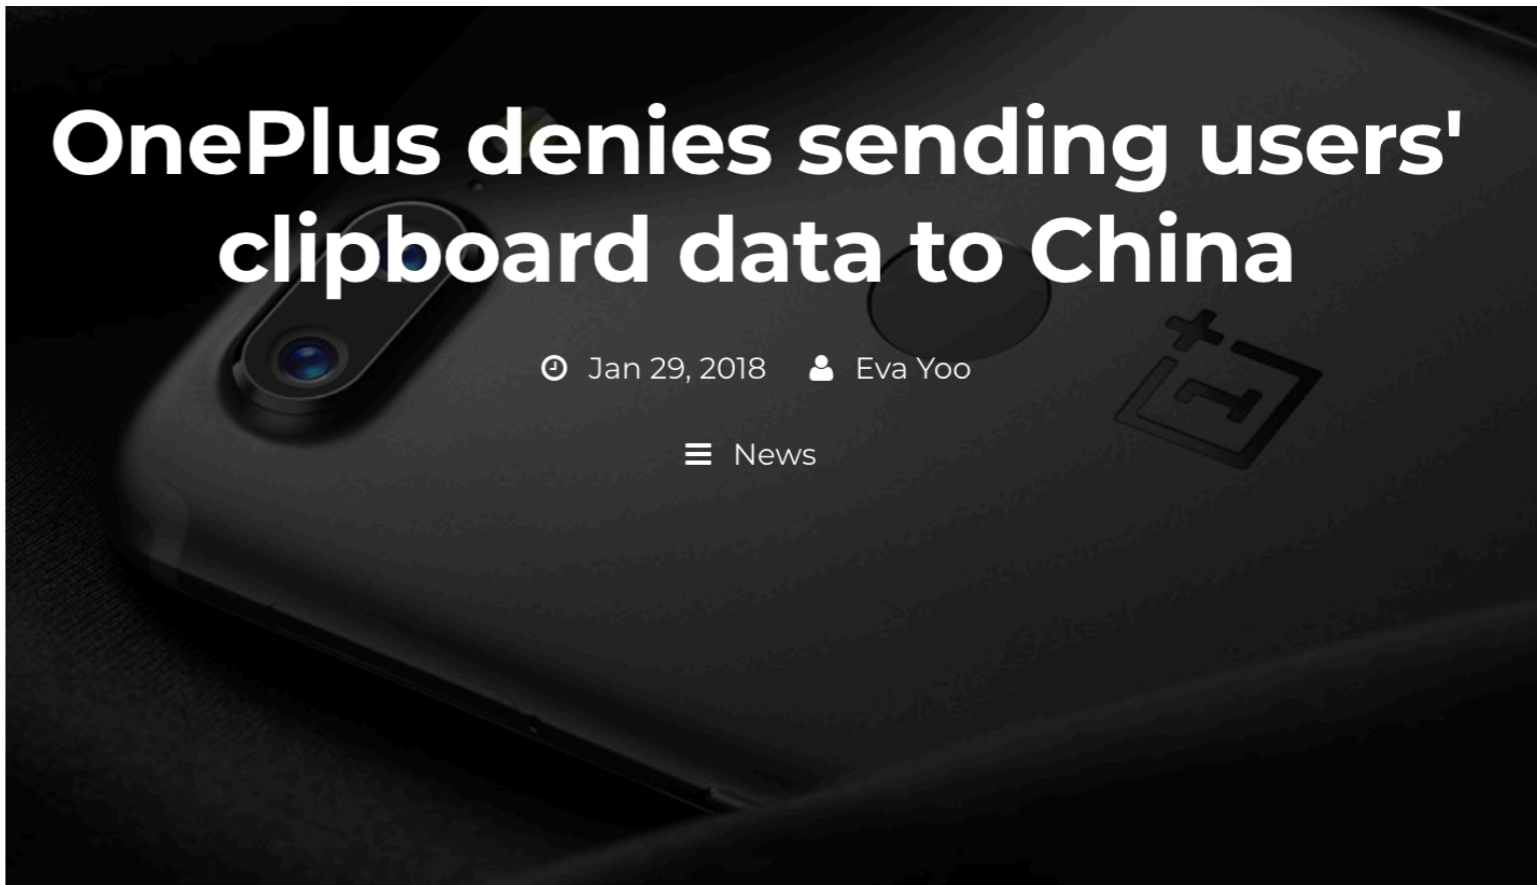 OnePlus denies sending users'
clipboard data to China
Jan 29, 2018 Eva Yoo
News